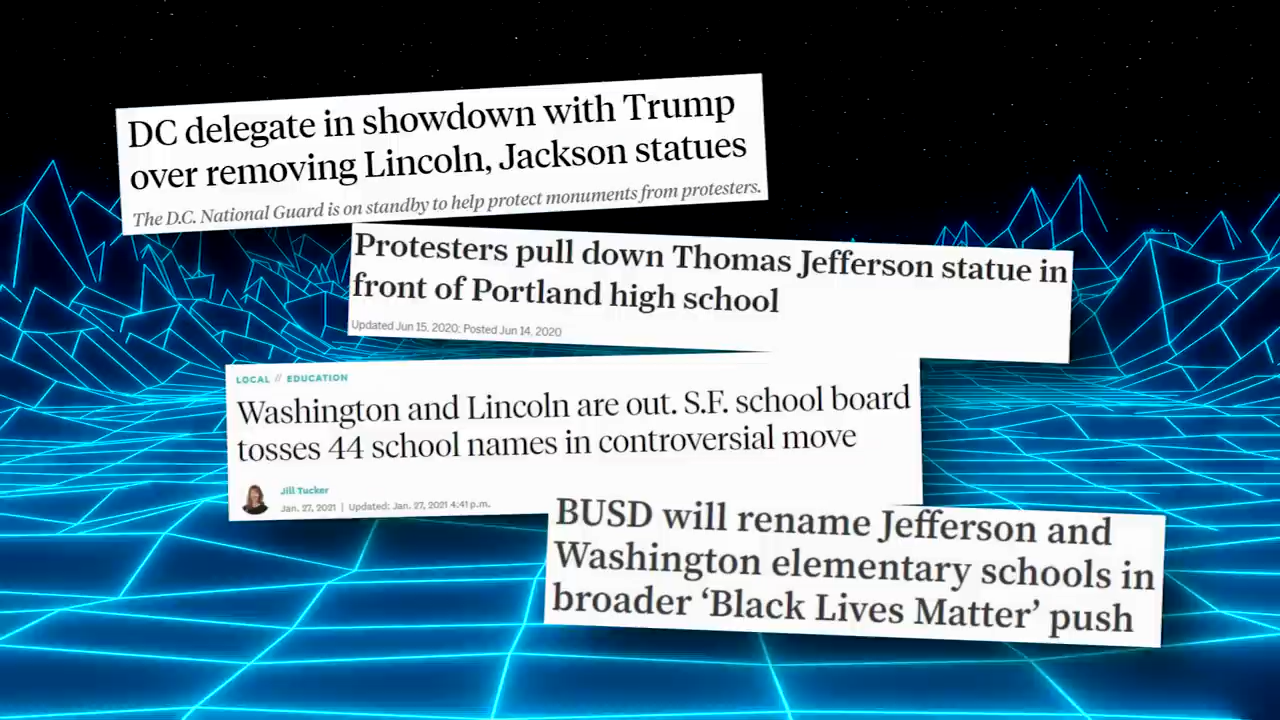 DC delegate in showdown with Trump
over removing Lincoln, Jackson statues
The D.C. National Guard is on standby to help protect monuments from protesters.
Protesters pull down Thomas Jefferson statue in
front of Portland high school
Updated Jun 15, 2020; Posted Jun 14, 2020
LOCAL // EDUCATION
Washington and Lincoln are out. S.F. school board
tosses 44 school names in controversial move
Jill Tucker
Jan. 27, 2021 | Updated: Jan. 27, 2021 4:41 p.m.
BUSD will rename Jefferson and
Washington elementary schools in
broader ‘Black Lives Matter’ push